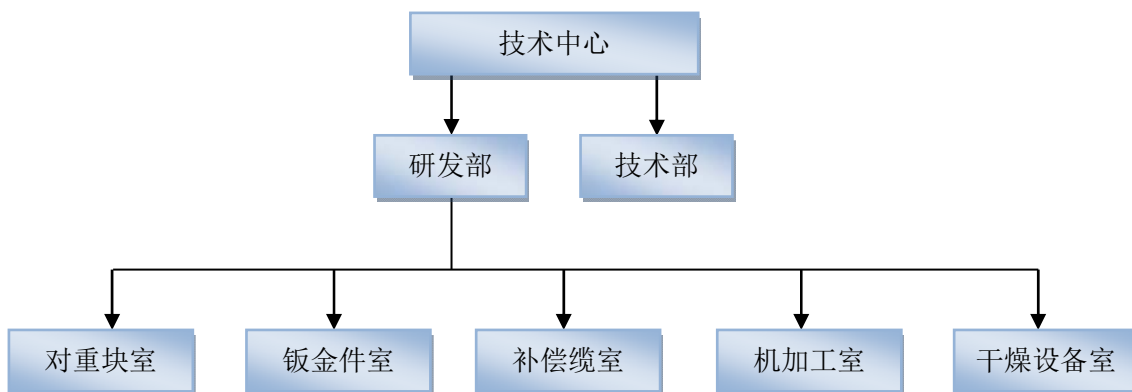 技术中心
研发部
技术部
对重块室
钣金件室
补偿缆室
机加工室
干燥设备室